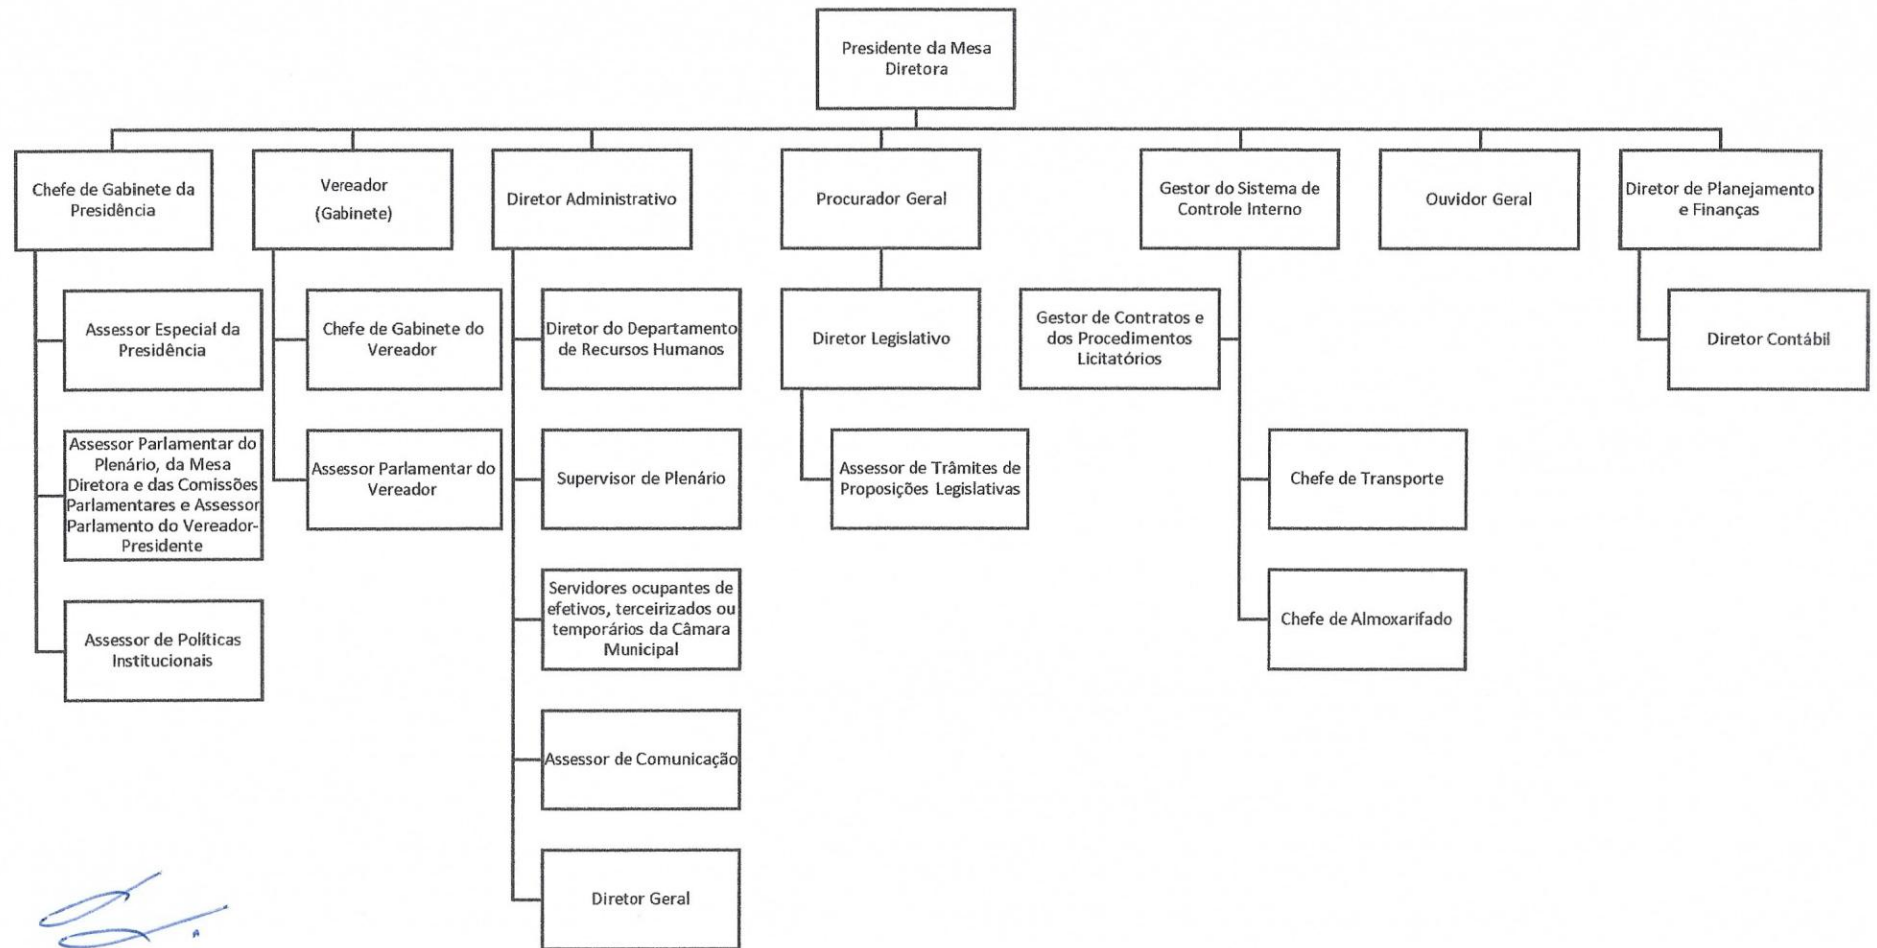 Presidente da Mesa
Diretora
Chefe de Gabinete da
Presidência
Vereador
(Gabinete)
Diretor Administrativo
Procurador Geral
Gestor do Sistema de
Controle Interno
Ouvidor Geral
Diretor de Planejamento
e Finanças
Assessor Especial da
Presidência
Assessor Parlamentar do
Plenário, da Mesa
Diretora e das Comissões
Parlamentares e Assessor
Parlamento do Vereador-
Presidente
Assessor de Políticas
Institucionais
Chefe de Gabinete do
Vereador
Assessor Parlamentar do
Vereador
Diretor do Departamento
de Recursos Humanos
Supervisor de Plenário
Servidores ocupantes de
efetivos, terceirizados ou
temporários da Câmara
Municipal
Assessor de Comunicação
Diretor Geral
Diretor Legislativo
Assessor de Trâmites de
Proposições Legislativas
Gestor de Contratos e
dos Procedimentos
Licitatórios
Chefe de Transporte
Chefe de Almoxarifado
Diretor Contábil